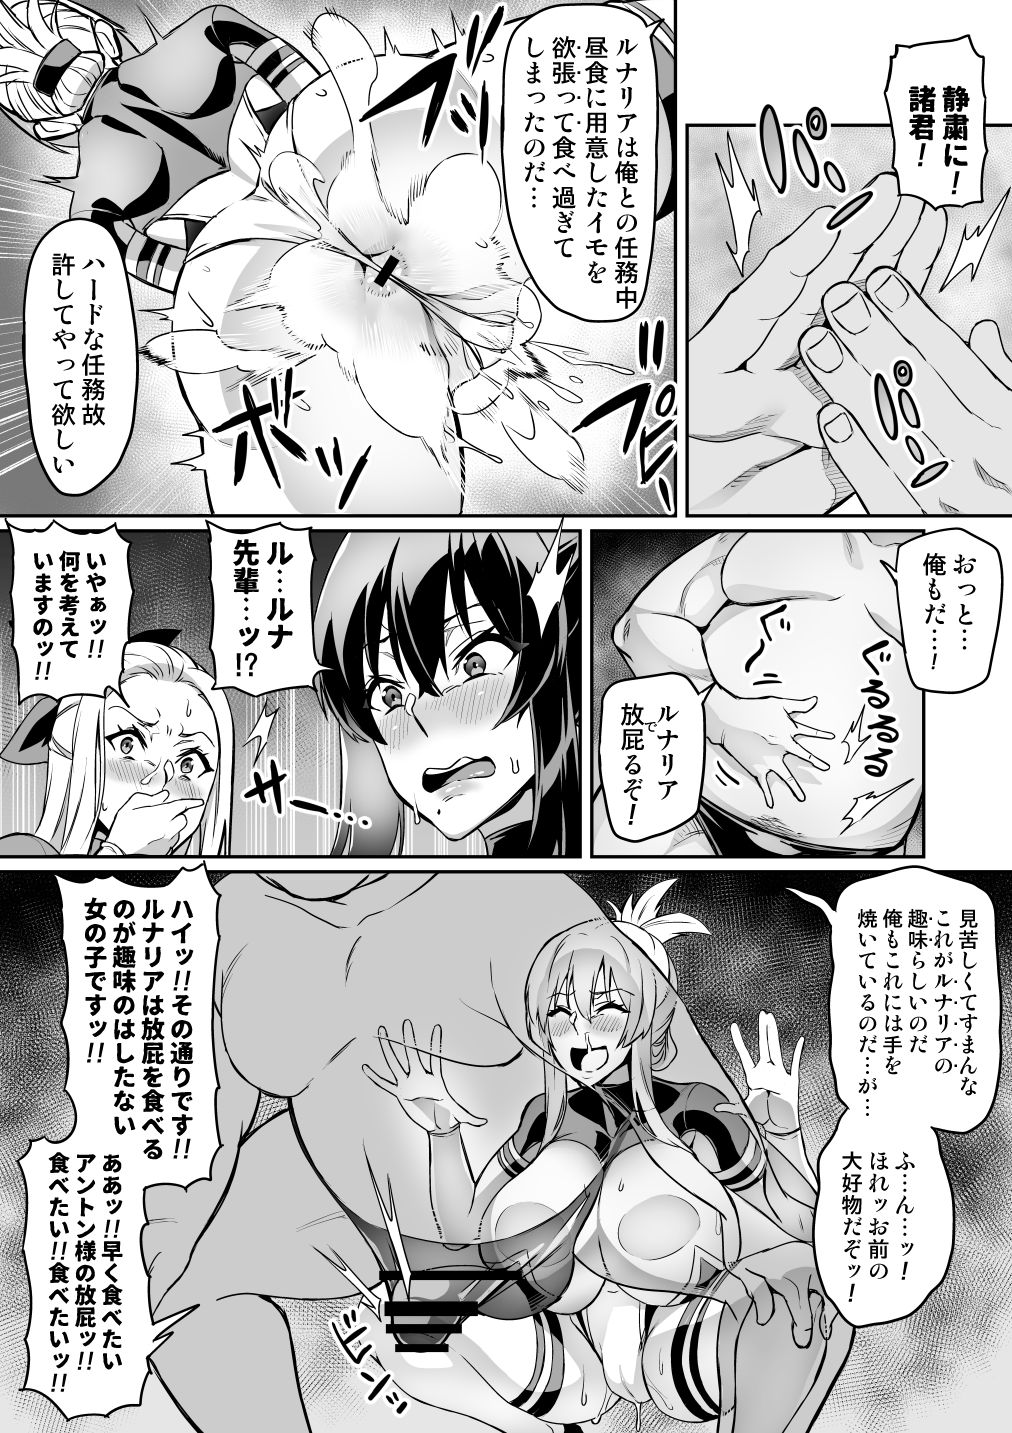 静粛に！
諸君！
ルナリアは俺との任務中
昼食に用意したイモを
欲張って食べ過ぎて
しまったのだ…
ハードな任務故
許してやって欲しい
ボッ
おっと…
俺もだ…！
ぐるるる
ぐ〜
ルナリア
で
放屁るぞ！
ル…ルナ
先輩…ッ!?
サー…
いやぁッ!!
何を考えて
いますのッ!!
見苦しくてすまんな
これがルナリアの
趣味らしいのだ
俺もこれには手を
焼いているのだ…が…
ふ…ん…ッ！
ほれッお前の
大好物だぞッ！
ハイッ!!その通りです!!
ルナリアは放屁を食べる
のが趣味のはしたない
女の子ですッ!!
ああッ!!早く食べたい
アントン様の放屁ッ!!
食べたい!!食べたいッ!!